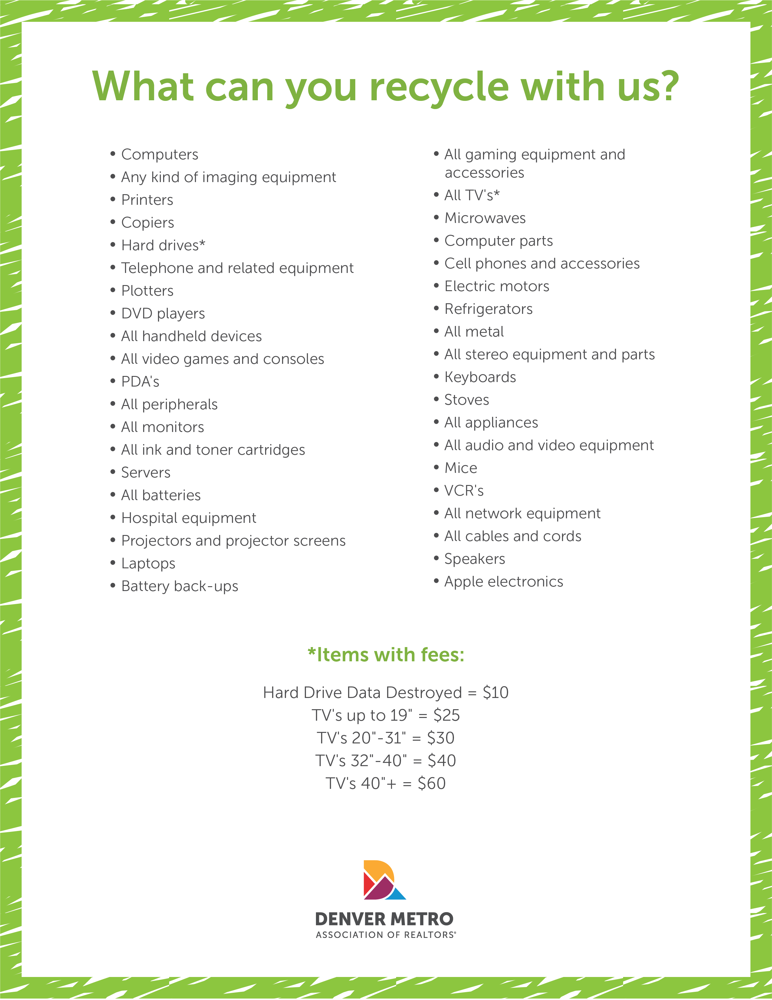 What can you recycle with us?
• Computers
• Any kind of imaging equipment
• Printers
• Copiers
• Hard drives*
• Telephone and related equipment
• Plotters
• DVD players
• All handheld devices
• All video games and consoles
• PDA's
• All peripherals
• All monitors
• All ink and toner cartridges
• Servers
• All batteries
• Hospital equipment
• Projectors and projector screens
• Laptops
• Battery back-ups
• All gaming equipment and
accessories
• All TV's*
• Microwaves
• Computer parts
• Cell phones and accessories
• Electric motors
• Refrigerators
• All metal
• All stereo equipment and parts
• Keyboards
• Stoves
• All appliances
• All audio and video equipment
• Mice
• VCR's
• All network equipment
• All cables and cords
• Speakers
• Apple electronics
*Items with fees:
Hard Drive Data Destroyed = $10
TV's up to 19" = $25
TV's 20"-31" = $30
TV's 32"-40" = $40
TV's 40"+ = $60
DENVER METRO
ASSOCIATION OF REALTORS®